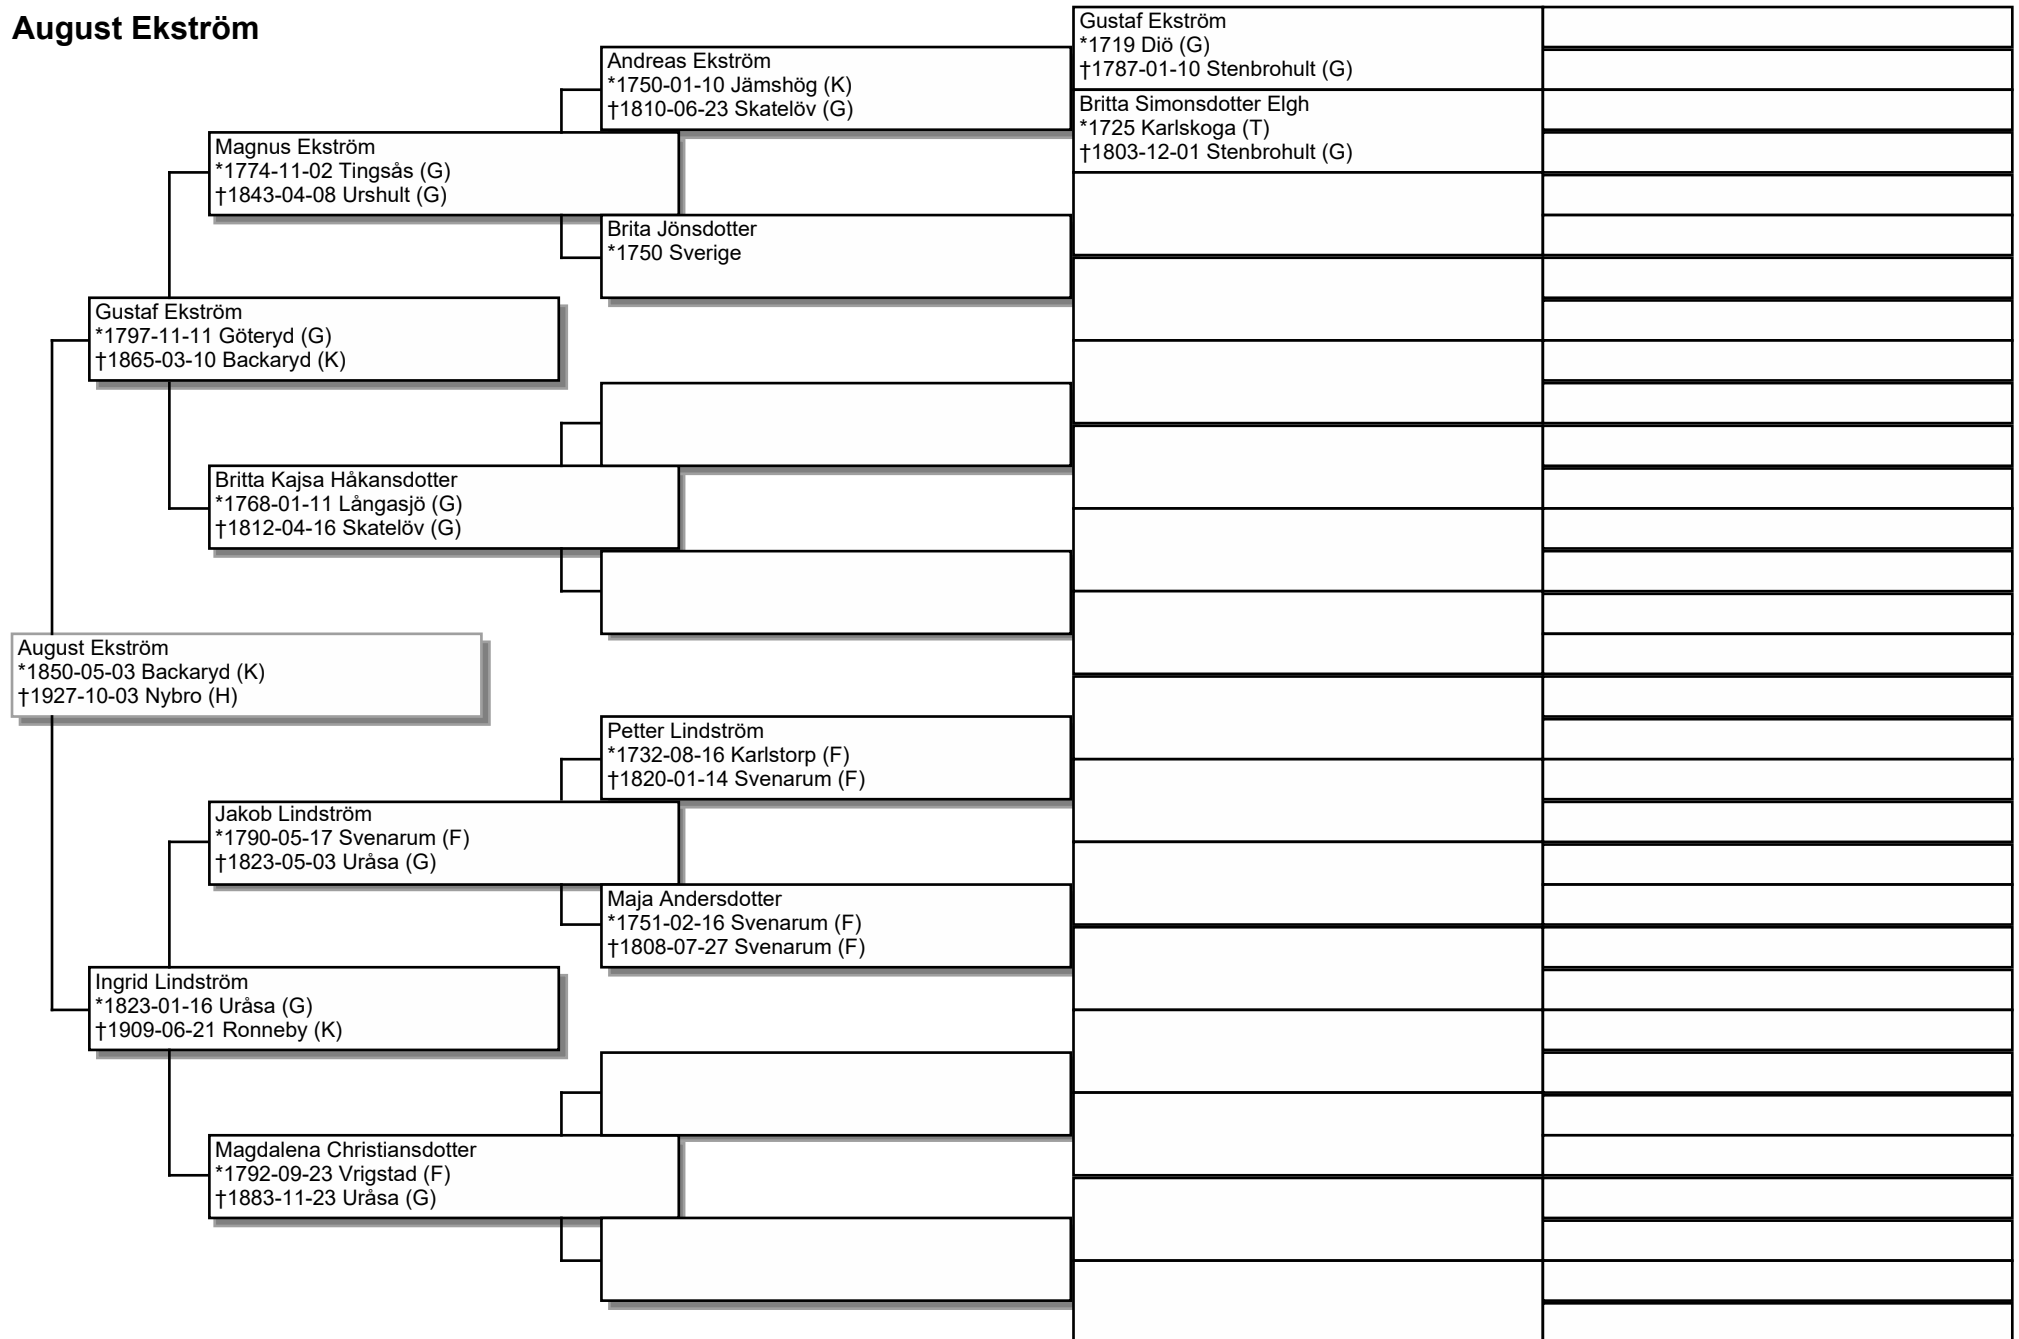 August Ekström
Gustaf Ekström
*1719 Diö (G)
†1787-01-10 Stenbrohult (G)
Andreas Ekström
*1750-01-10 Jämshög (K)
†1810-06-23 Skatelöv (G)
Britta Simonsdotter Elgh
*1725 Karlskoga (T)
†1803-12-01 Stenbrohult (G)
Magnus Ekström
*1774-11-02 Tingsås (G)
†1843-04-08 Urshult (G)
Brita Jönsdotter
*1750 Sverige
Gustaf Ekström
*1797-11-11 Göteryd (G)
†1865-03-10 Backaryd (K)
Britta Kajsa Håkansdotter
*1768-01-11 Långasjö (G)
†1812-04-16 Skatelöv (G)
August Ekström
*1850-05-03 Backaryd (K)
†1927-10-03 Nybro (H)
Petter Lindström
*1732-08-16 Karlstorp (F)
†1820-01-14 Svenarum (F)
Jakob Lindström
*1790-05-17 Svenarum (F)
†1823-05-03 Uråsa (G)
Maja Andersdotter
*1751-02-16 Svenarum (F)
†1808-07-27 Svenarum (F)
Ingrid Lindström
*1823-01-16 Uråsa (G)
†1909-06-21 Ronneby (K)
Magdalena Christiansdotter
*1792-09-23 Vrigstad (F)
†1883-11-23 Uråsa (G)